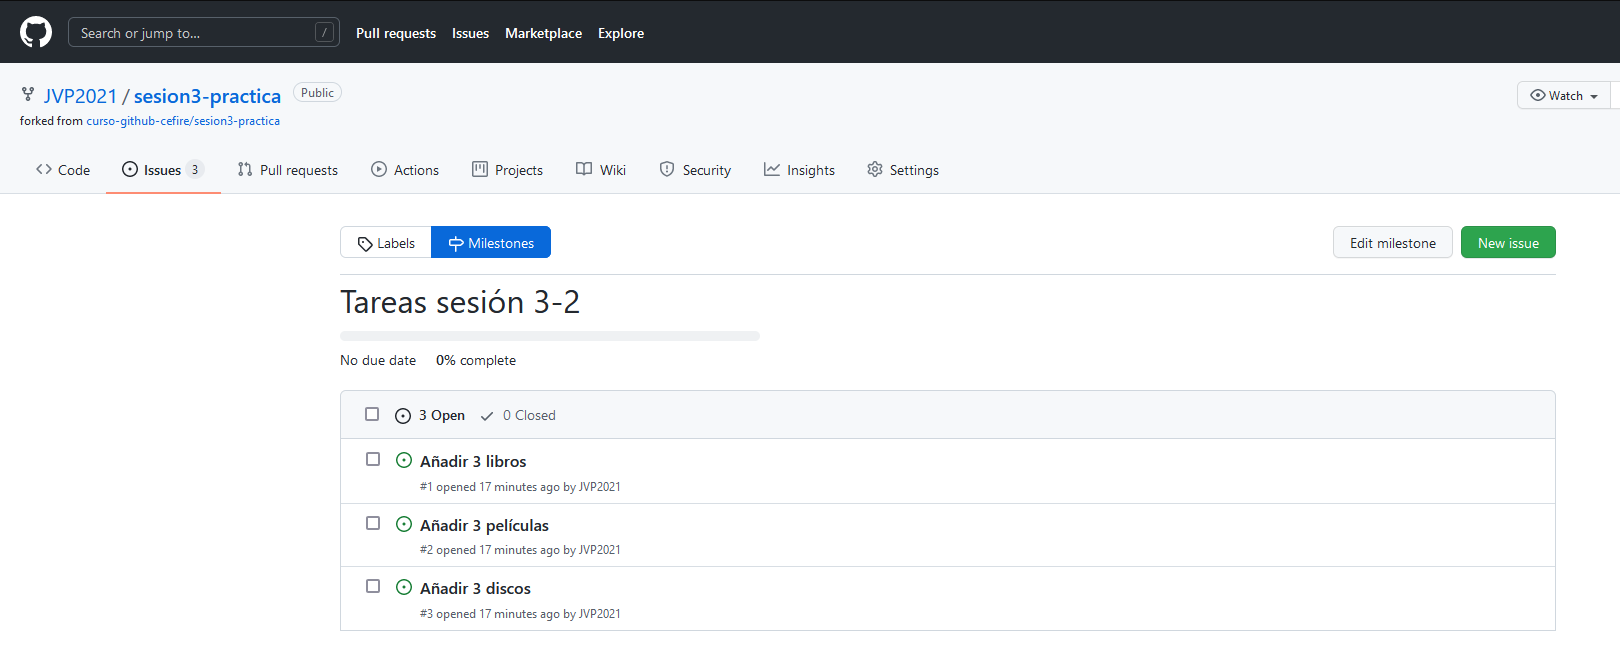 Search or jump to... /
Pull requests Issues Marketplace Explore
JVP2021 / sesion3-practica Public
Watch
forked from curso-github-cefire/sesion3-practica
Code Issues 3 Pull requests Actions Projects Wiki Security Insights Settings
Labels Milestones Edit milestone New issue
Tareas sesión 3-2
No due date 0% complete
3 Open 0 Closed
Añadir 3 libros
#1 opened 17 minutes ago by JVP2021
Añadir 3 películas
#2 opened 17 minutes ago by JVP2021
Añadir 3 discos
#3 opened 17 minutes ago by JVP2021